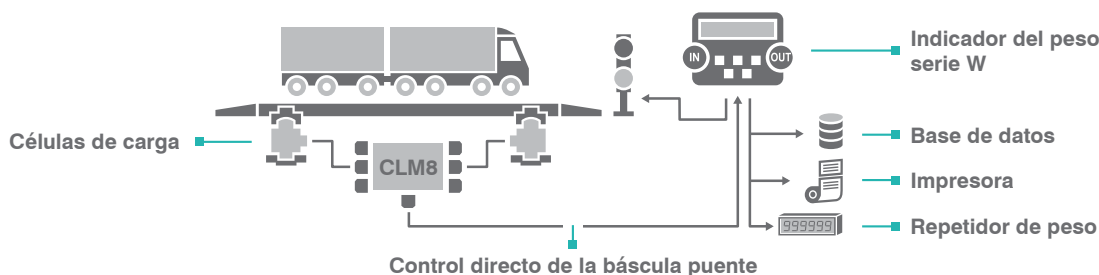 Indicador del peso
serie W
IN
OUT
Células de carga
CLM8
Base de datos
Impresora
999999
Repetidor de peso
Control directo de la báscula puente